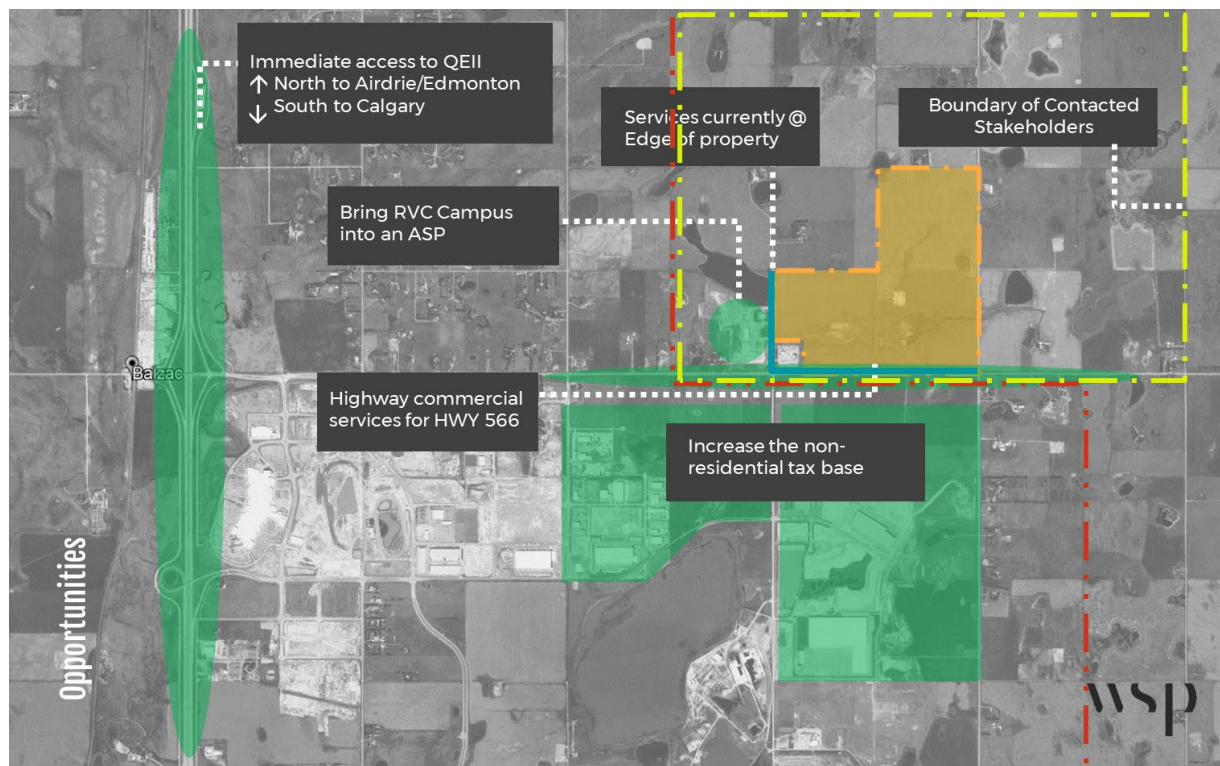 Immediate access to QEII
↑ North to Airdrie/Edmonton
↓ South to Calgary
Services currently @
Edge of property
Boundary of Contacted
Stakeholders
Bring RVC Campus
into an ASP
Balzac
Highway commercial
services for HWY 566
Increase the non-
residential tax base
Opportunities
wsp